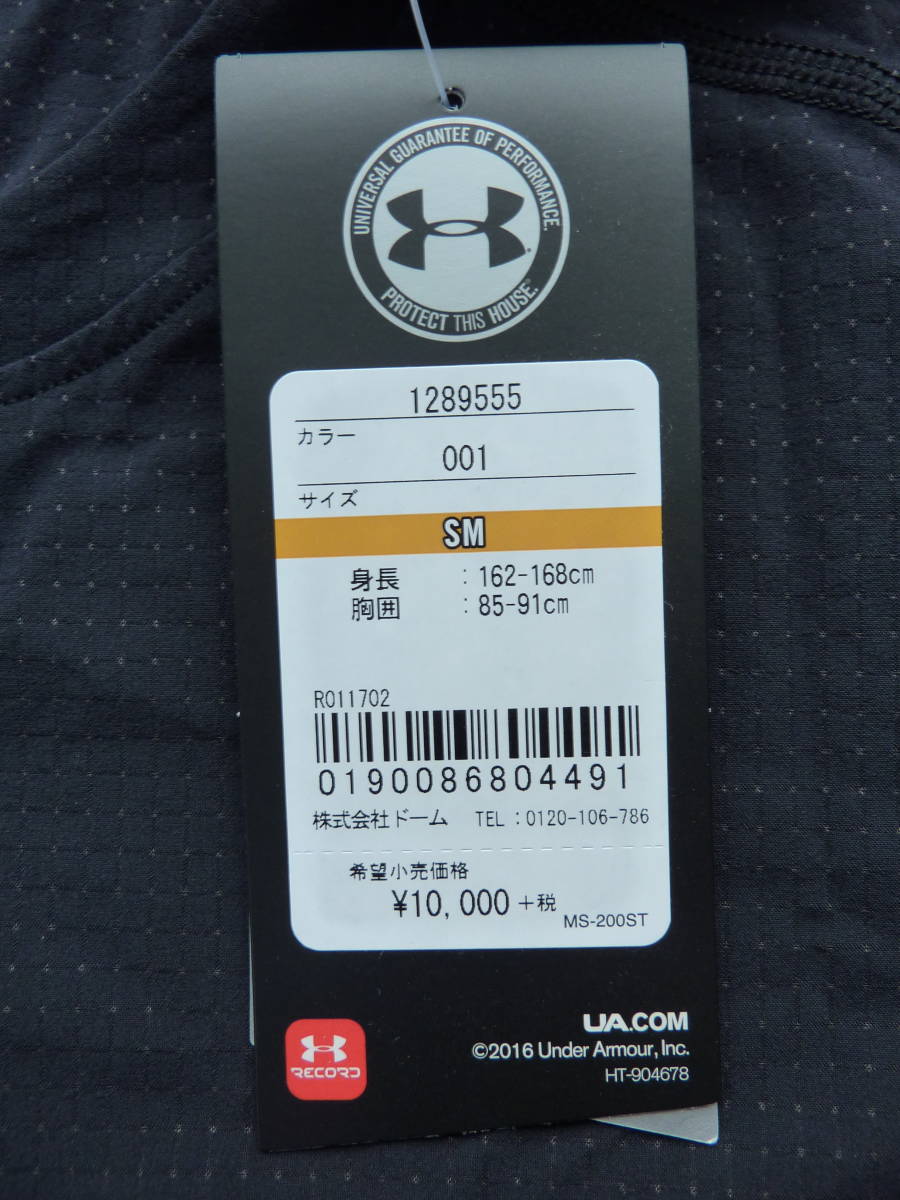 UNIVERSAL GUARANTEE OF PERFORMANCE.
PROTECT THIS HOUSE.
1289555
カラー
001
サイズ
SM
身長 : 162-168cm
胸囲 : 85-91cm
R011702
0190086804491
株式会社ドーム TEL:0120-106-786
希望小売価格
¥10,000 +税
MS-200ST
UA.COM
©2016 Under Armour, Inc.
HT-904678
RECORD